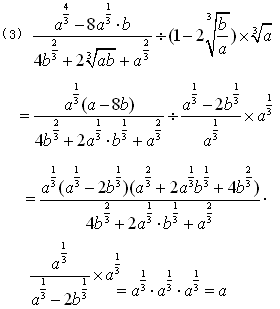 (3) $\frac{a^{\frac{4}{3}}-8a^{\frac{1}{3}}\cdot b}{4b^{\frac{2}{3}}+2\sqrt[3]{ab}+a^{\frac{2}{3}}}\div(1-2\sqrt[3]{\frac{b}{a}})\times\sqrt[3]{a}$
$=\frac{a^{\frac{1}{3}}(a-8b)}{4b^{\frac{2}{3}}+2a^{\frac{1}{3}}\cdot b^{\frac{1}{3}}+a^{\frac{2}{3}}}\div\frac{a^{\frac{1}{3}}-2b^{\frac{1}{3}}}{a^{\frac{1}{3}}}\times a^{\frac{1}{3}}$
$=\frac{a^{\frac{1}{3}}(a^{\frac{1}{3}}-2b^{\frac{1}{3}})(a^{\frac{2}{3}}+2a^{\frac{1}{3}}b^{\frac{1}{3}}+4b^{\frac{2}{3}})}{4b^{\frac{2}{3}}+2a^{\frac{1}{3}}\cdot b^{\frac{1}{3}}+a^{\frac{2}{3}}}\cdot$
$\frac{a^{\frac{1}{3}}}{a^{\frac{1}{3}}-2b^{\frac{1}{3}}}\times a^{\frac{1}{3}}=a^{\frac{1}{3}}\cdot a^{\frac{1}{3}}\cdot a^{\frac{1}{3}}=a$